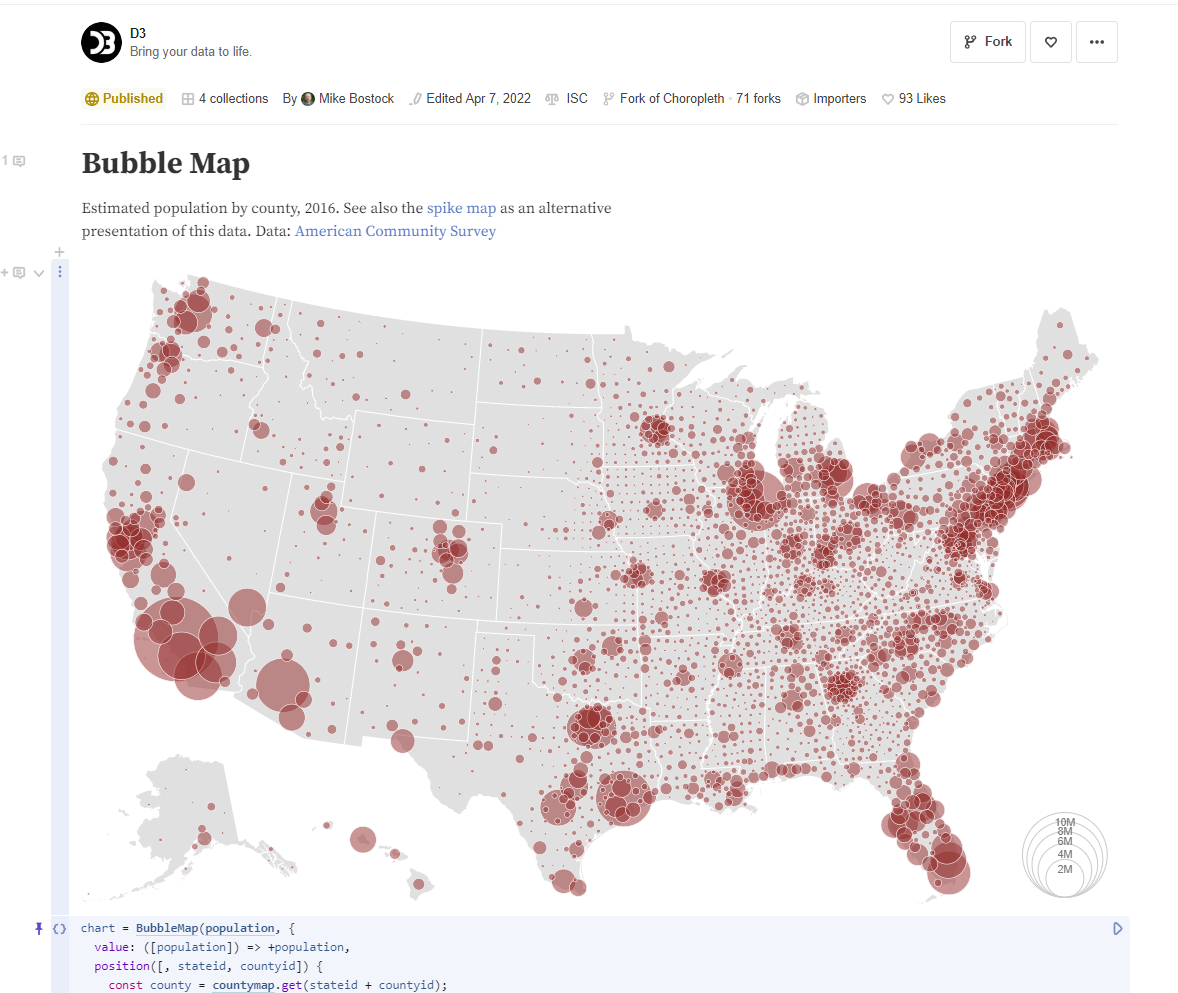 D3
Bring your data to life.
Fork
Published 4 collections By Mike Bostock Edited Apr 7, 2022 ISC Fork of Choropleth · 71 forks Importers 93 Likes
1
Bubble Map
Estimated population by county, 2016. See also the spike map as an alternative
presentation of this data. Data: American Community Survey
10M
8M
6M
4M
2M
chart = BubbleMap(population, {
value: ([population]) => +population,
position([, stateid, countyid]) {
const county = countymap.get(stateid + countyid);